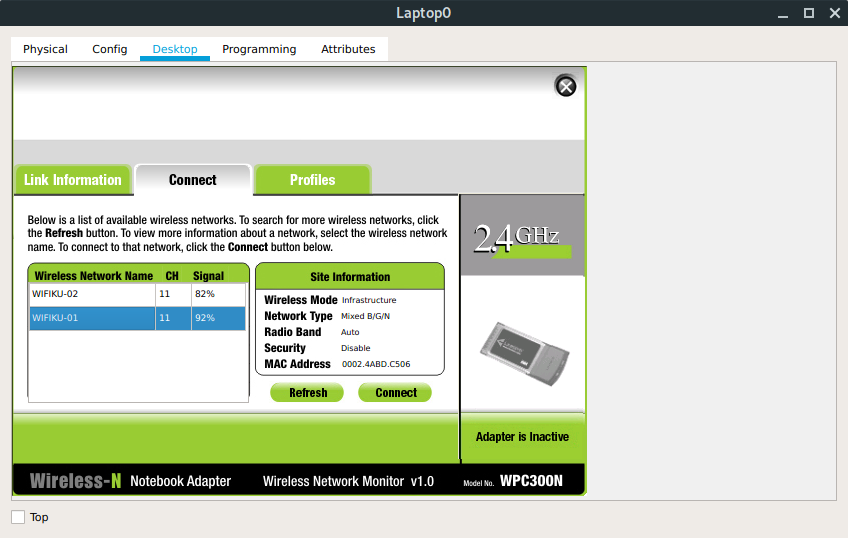 Laptop0
Physical Config Desktop Programming Attributes
Link Information Connect Profiles
Below is a list of available wireless networks. To search for more wireless networks, click
the Refresh button. To view more information about a network, select the wireless network
name. To connect to that network, click the Connect button below.
2.4GHz
Wireless Network Name CH Signal
WIFIKU-02 11 82%
WIFIKU-01 11 92%
Site Information
Wireless Mode Infrastructure
Network Type Mixed B/G/N
Radio Band Auto
Security Disable
MAC Address 0002.4ABD.C506
Refresh Connect
Adapter is Inactive
Wireless-N Notebook Adapter Wireless Network Monitor v1.0 Model No. WPC300N
Top